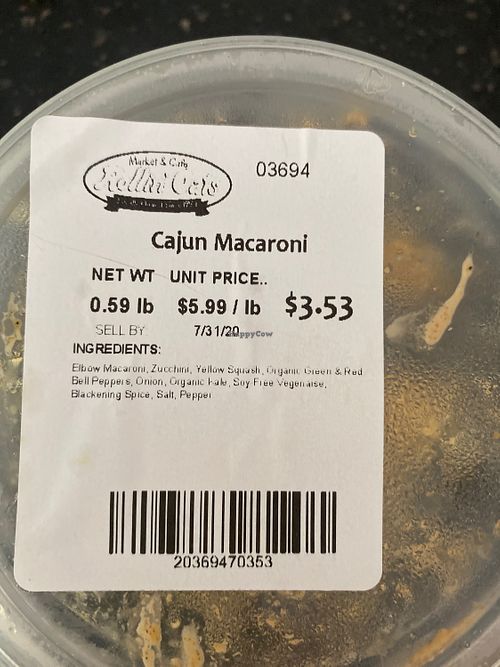 Market & Café
Rollin' Oats
03694
Cajun Macaroni
NET WT UNIT PRICE..
0.59 lb $5.99 / lb $3.53
SELL BY 7/31/20
HappyCow
INGREDIENTS:
Elbow Macaroni, Zucchini, Yellow Squash, Organic Green & Red
Bell Peppers, Onion, Organic Kale, Soy Free Vegenaise,
Blackening Spice, Salt, Pepper
20369470353